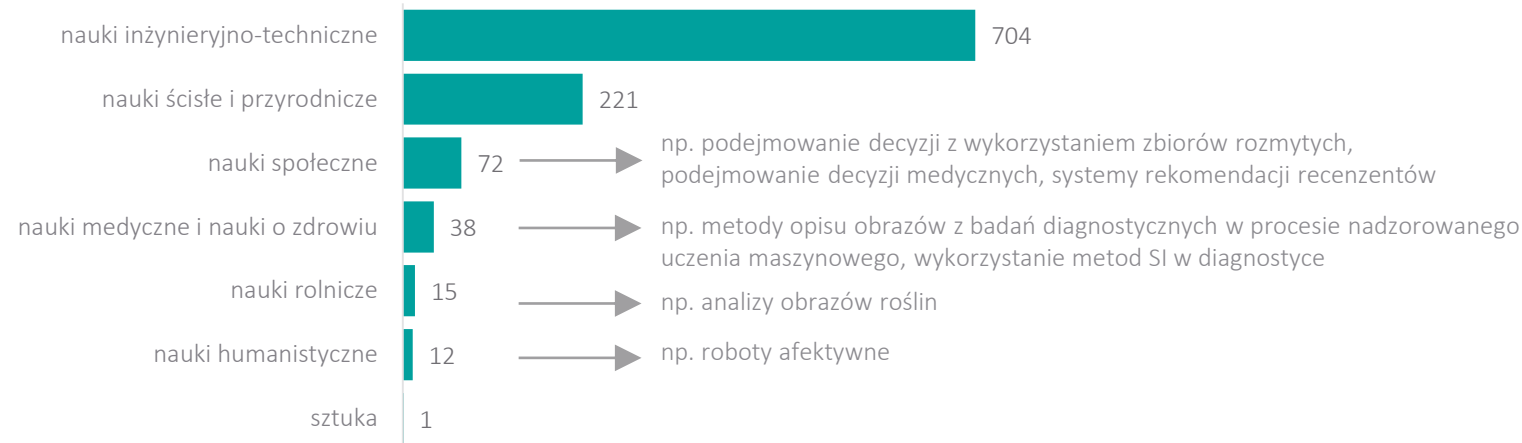 nauki inżynieryjno-techniczne 704
nauki ścisłe i przyrodnicze 221
nauki społeczne 72
np. podejmowanie decyzji z wykorzystaniem zbiorów rozmytych,
podejmowanie decyzji medycznych, systemy rekomendacji recenzentów
nauki medyczne i nauki o zdrowiu 38
np. metody opisu obrazów z badań diagnostycznych w procesie nadzorowanego
uczenia maszynowego, wykorzystanie metod SI w diagnostyce
nauki rolnicze 15
np. analizy obrazów roślin
nauki humanistyczne 12
np. roboty afektywne
sztuka 1